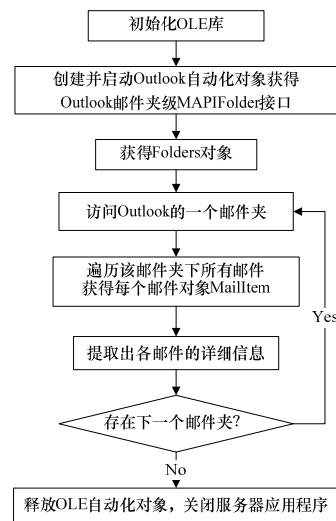 初始化OLE库
创建并启动Outlook自动化对象获得
Outlook邮件夹级MAPIFolder接口
获得Folders对象
访问Outlook的一个邮件夹
遍历该邮件夹下所有邮件
获得每个邮件对象MailItem
Yes
提取出各邮件的详细信息
存在下一个邮件夹?
No
释放OLE自动化对象，关闭服务器应用程序